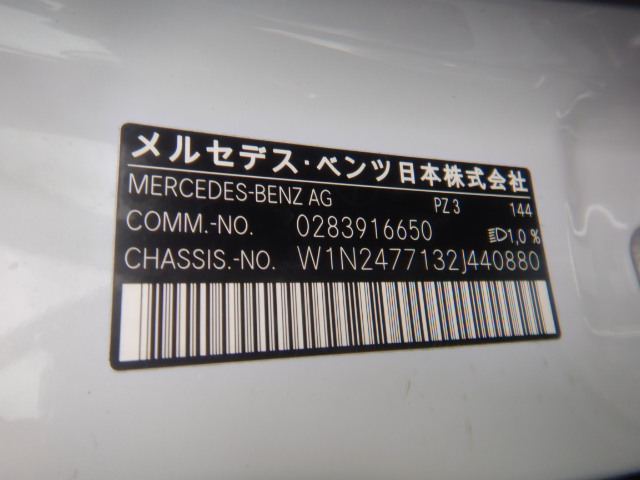 メルセデス・ベンツ日本株式会社
MERCEDES-BENZ AG PZ 3 144
COMM.-NO. 0283916650 1,0 %
CHASSIS.-NO. W1N2477132J440880